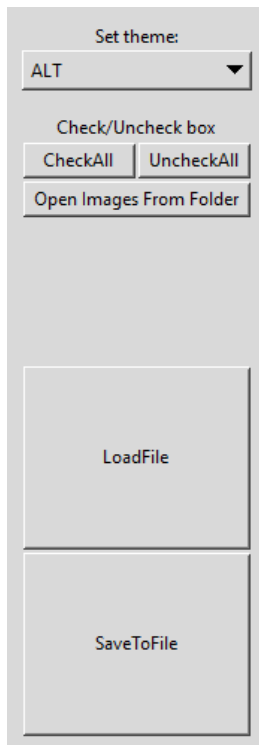 Set theme:
ALT
Check/Uncheck box
CheckAll UncheckAll
Open Images From Folder
LoadFile
SaveToFile